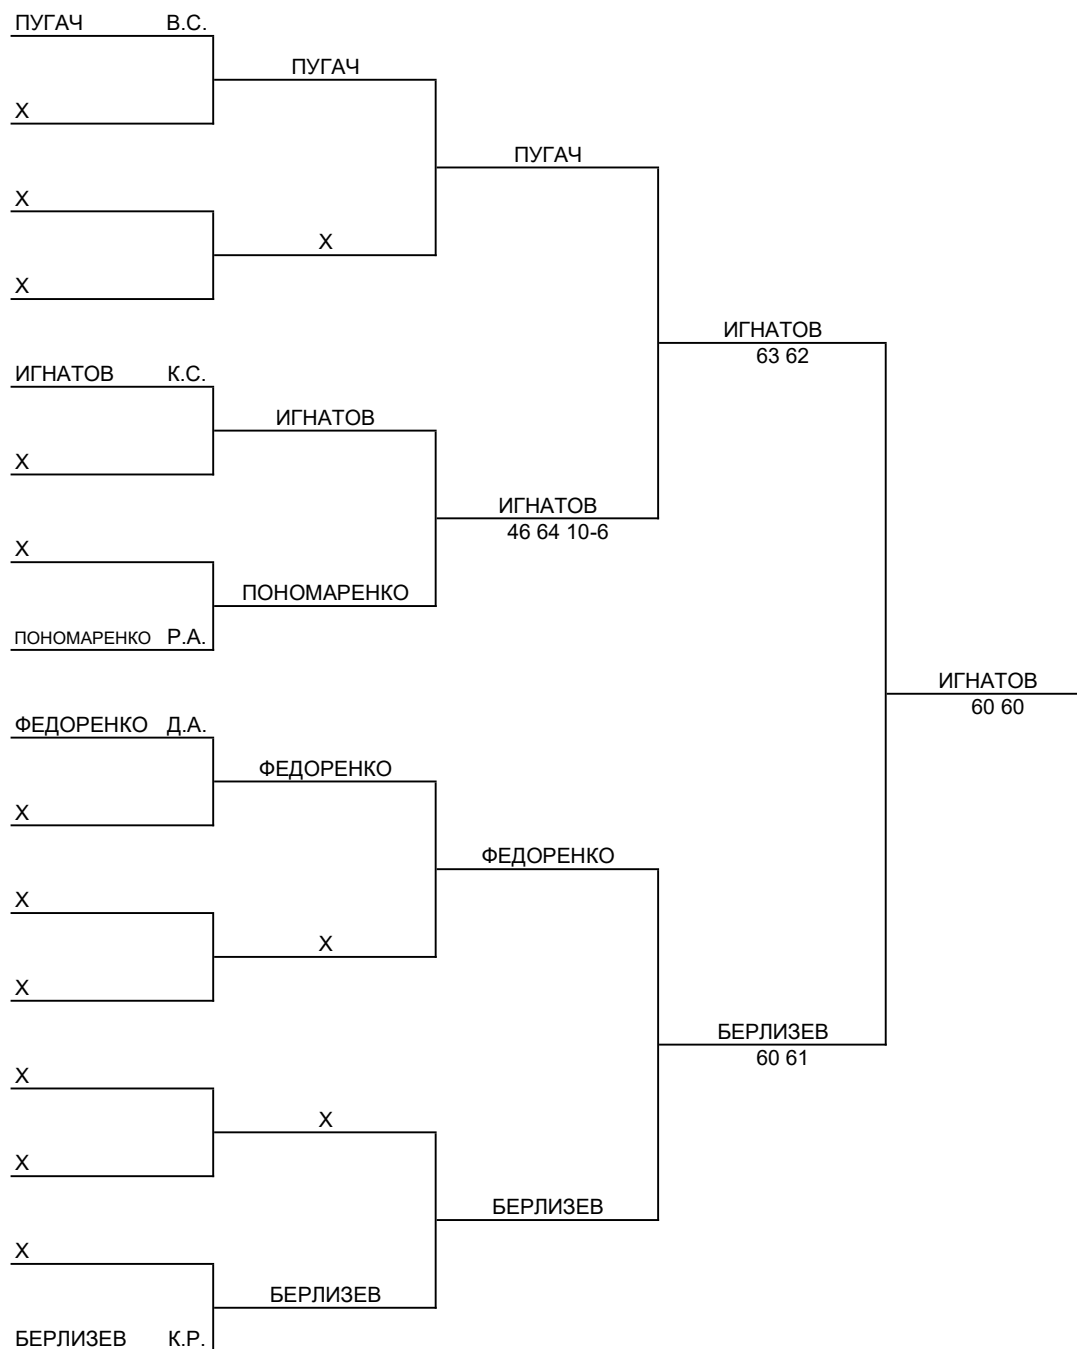 ПУГАЧ В.С.
ПУГАЧ
Х
ПУГАЧ
Х
Х
Х
ИГНАТОВ
63 62
ИГНАТОВ К.С.
ИГНАТОВ
Х
ИГНАТОВ
46 64 10-6
Х
ПОНОМАРЕНКО
ПОНОМАРЕНКО Р.А.
ИГНАТОВ
60 60
ФЕДОРЕНКО Д.А.
ФЕДОРЕНКО
Х
ФЕДОРЕНКО
Х
Х
Х
БЕРЛИЗЕВ
60 61
Х
Х
Х
БЕРЛИЗЕВ
Х
БЕРЛИЗЕВ
БЕРЛИЗЕВ К.Р.